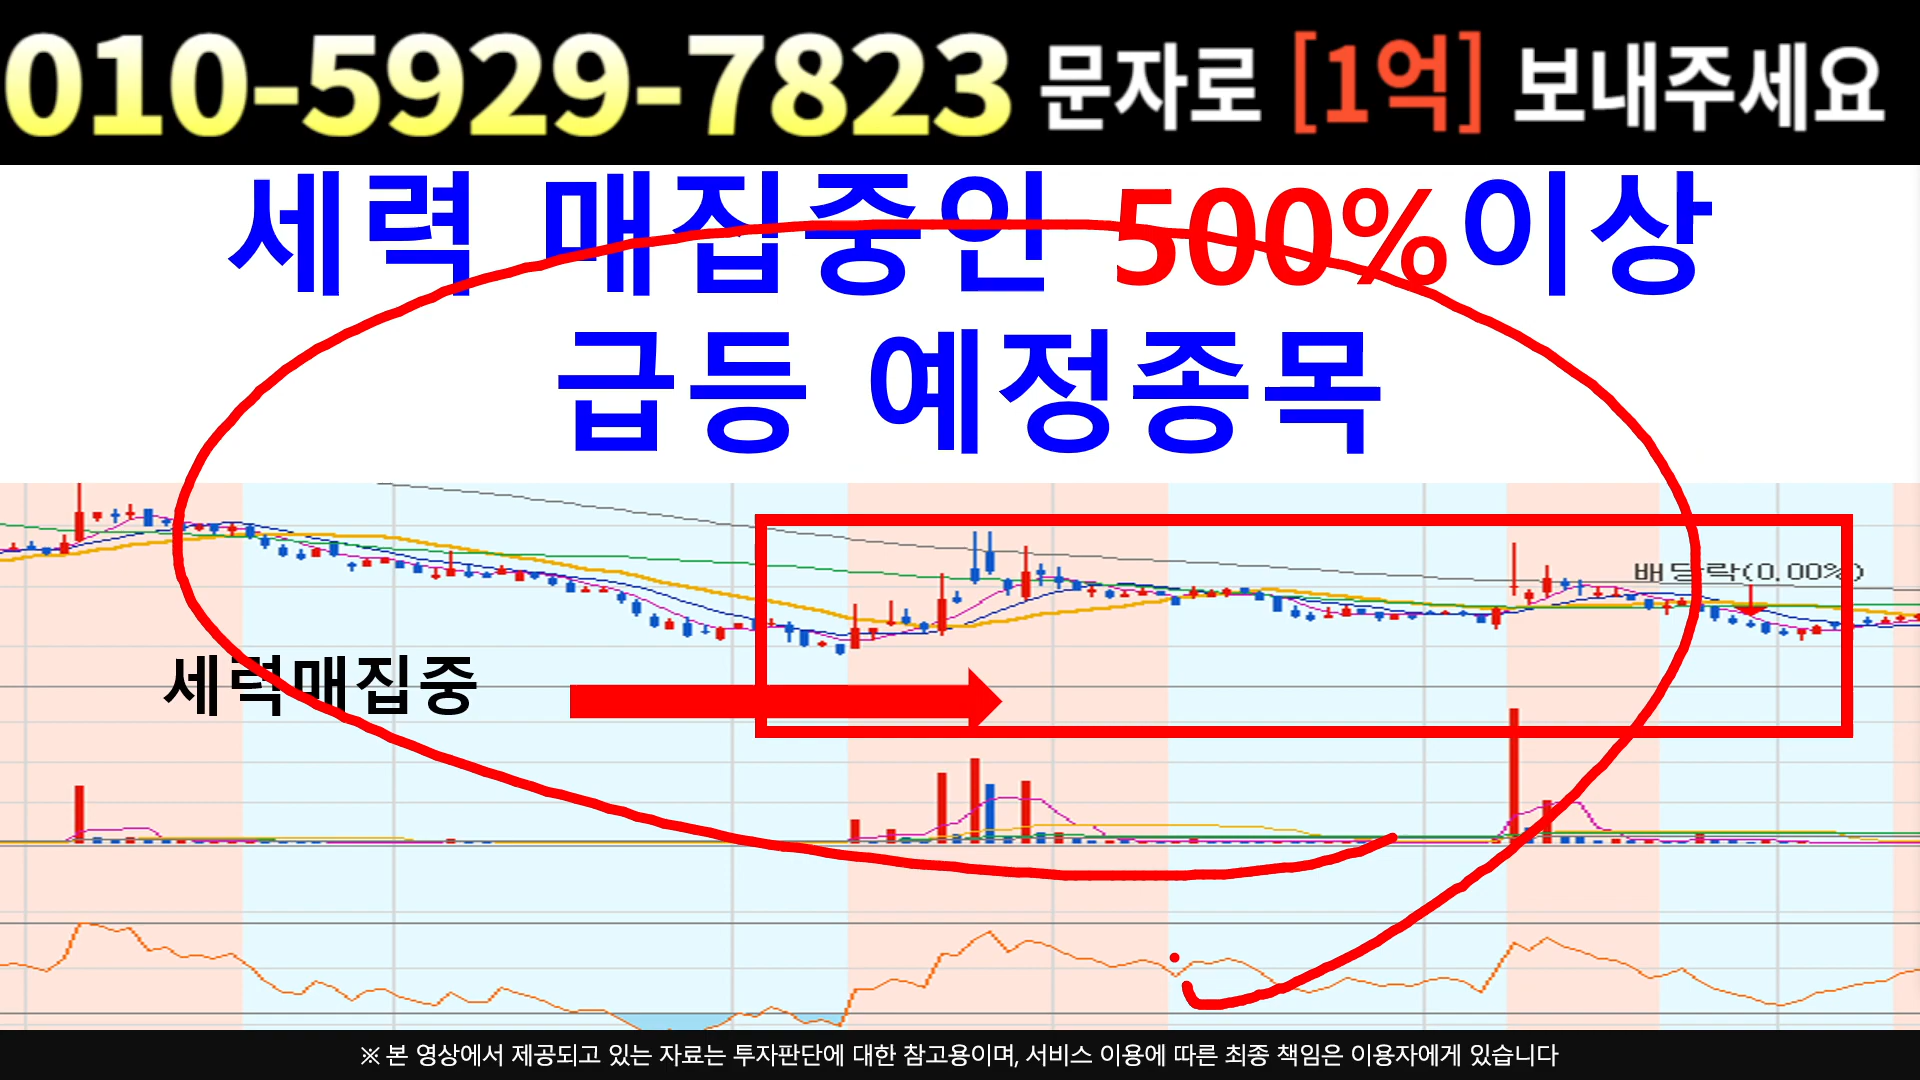 010-5929-7823 문자로 [1억] 보내주세요
세력 매집중인 500%이상
급등 예정종목
배당락(0.00%)
세력매집중
※ 본 영상에서 제공되고 있는 자료는 투자판단에 대한 참고용이며, 서비스 이용에 따른 최종 책임은 이용자에게 있습니다